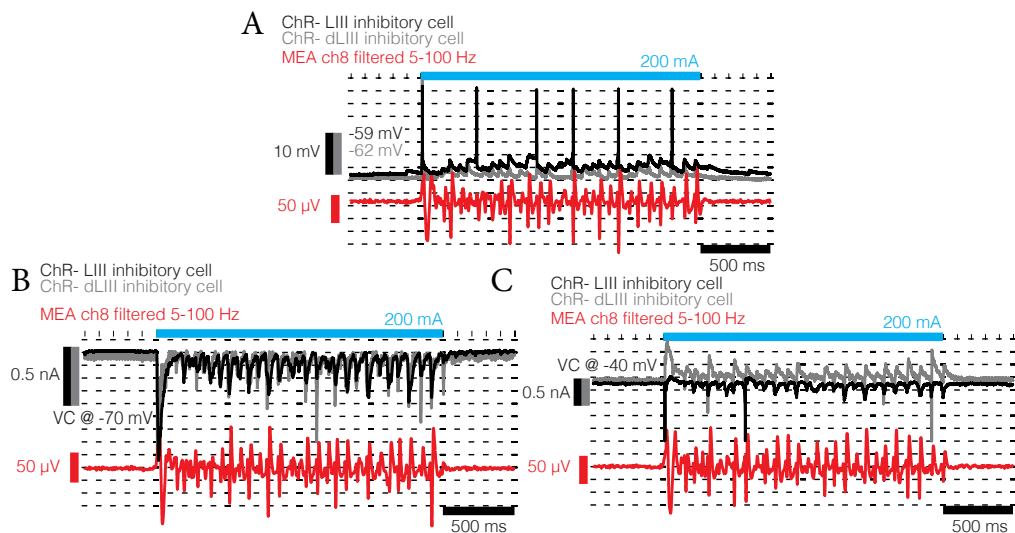 A
ChR- LIII inhibitory cell
ChR- dLIII inhibitory cell
MEA ch8 filtered 5-100 Hz
200 mA
-59 mV
10 mV
-62 mV
50 µV
500 ms
B
ChR- LIII inhibitory cell
ChR- dLIII inhibitory cell
MEA ch8 filtered 5-100 Hz
200 mA
0.5 nA
VC @ -70 mV
50 µV
500 ms
C
ChR- LIII inhibitory cell
ChR- dLIII inhibitory cell
MEA ch8 filtered 5-100 Hz
200 mA
VC @ -40 mV
0.5 nA
50 µV
500 ms